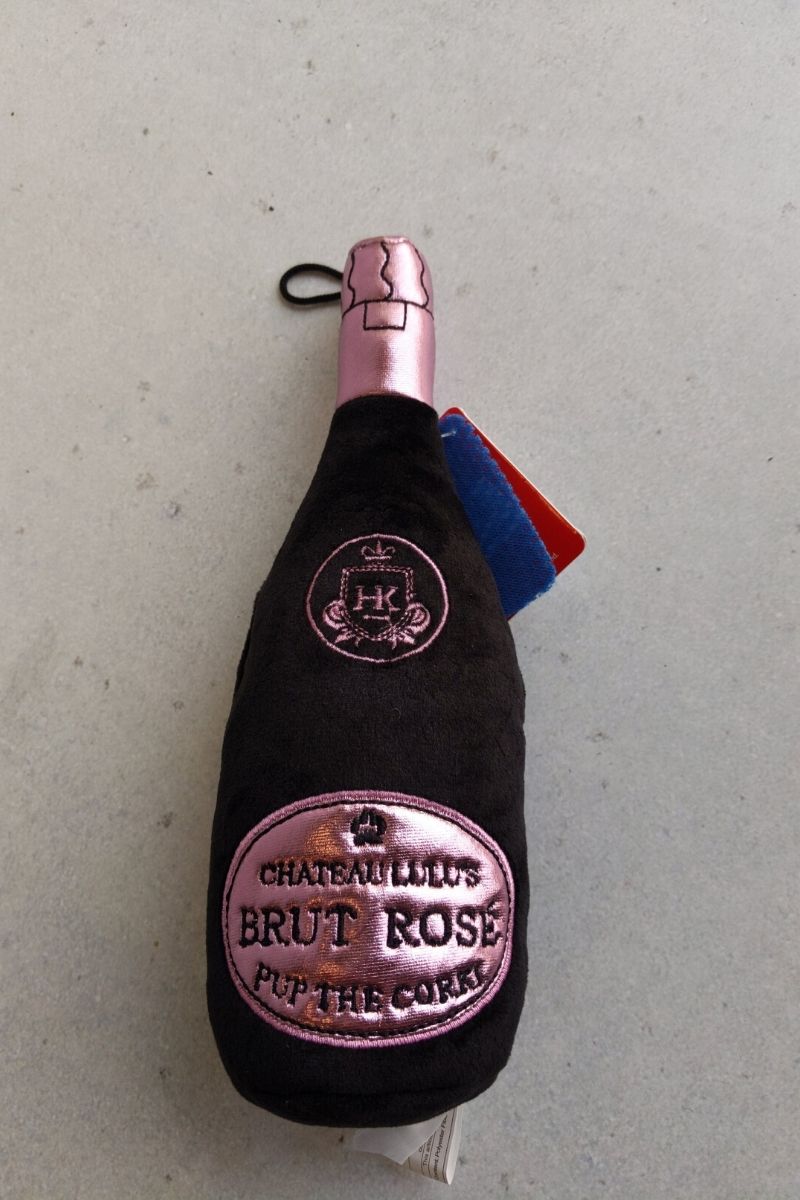 HK
CHATEAU LULU'S
BRUT ROSÉ
PUP THE CORK!